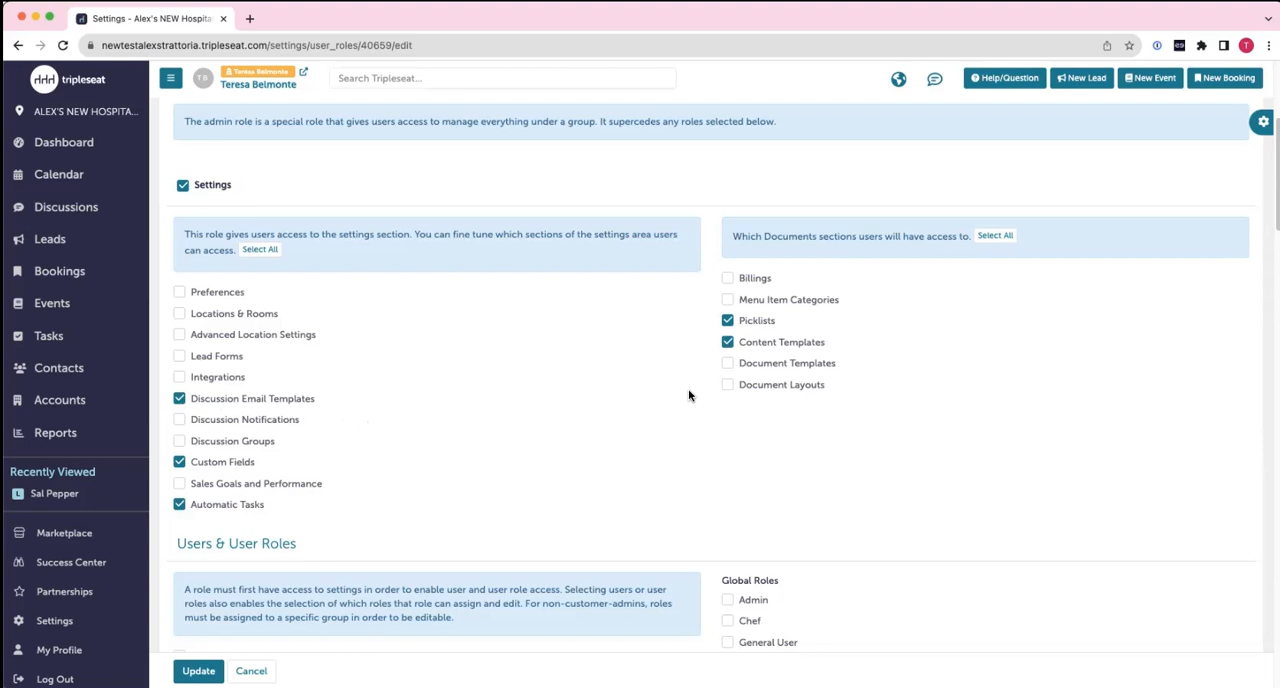 Settings - Alex's NEW Hospita
newtestalexstrattoria.tripleseat.com/settings/user_roles/40659/edit
T
tripleseat
ALEX'S NEW HOSPITA...
Dashboard
Calendar
Discussions
Leads
Bookings
Events
Tasks
Contacts
Accounts
Reports
Recently Viewed
L Sal Pepper
Marketplace
Success Center
Partnerships
Settings
My Profile
Log Out
T B
Teresa Belmonte
Teresa Belmonte
Search Tripleseat...
Help/Question
New Lead
New Event
New Booking
The admin role is a special role that gives users access to manage everything under a group. It supercedes any roles selected below.
Settings
This role gives users access to the settings section. You can fine tune which sections of the settings area users
can access. Select All
Preferences
Locations & Rooms
Advanced Location Settings
Lead Forms
Integrations
Discussion Email Templates
Discussion Notifications
Discussion Groups
Custom Fields
Sales Goals and Performance
Automatic Tasks
Which Documents sections users will have access to. Select All
Billings
Menu Item Categories
Picklists
Content Templates
Document Templates
Document Layouts
Users & User Roles
A role must first have access to settings in order to enable user and user role access. Selecting users or user
roles also enables the selection of which roles that role can assign and edit. For non-customer-admins, roles
must be assigned to a specific group in order to be editable.
Global Roles
Admin
Chef
General User
Update
Cancel